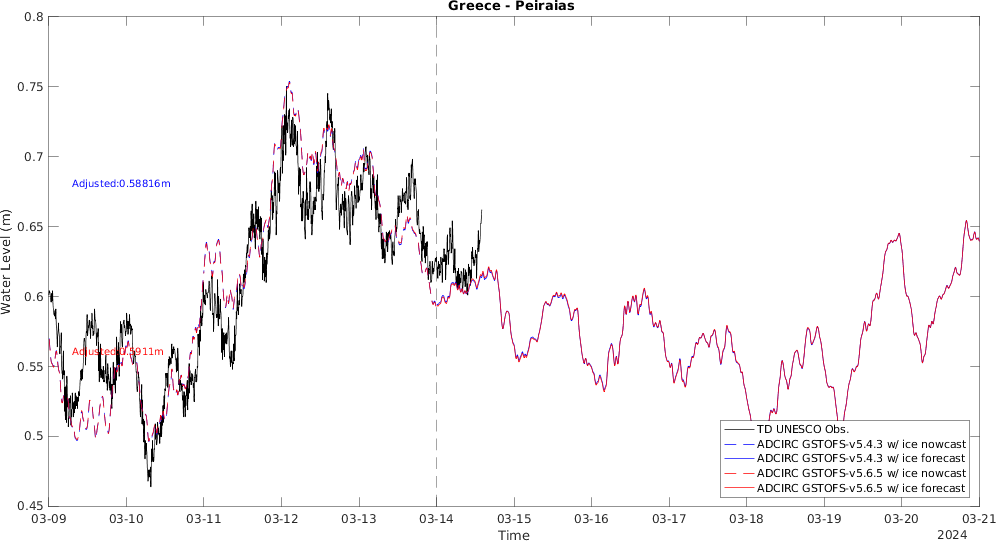 Greece - Peiraias
0.8
0.75
0.7
0.65
0.6
0.55
0.5
0.45
Water Level (m)
Adjusted:0.58816m
Adjusted:0.5911m
TD UNESCO Obs.
ADCIRC GSTOFS-v5.4.3 w/ ice nowcast
ADCIRC GSTOFS-v5.4.3 w/ ice forecast
ADCIRC GSTOFS-v5.6.5 w/ ice nowcast
ADCIRC GSTOFS-v5.6.5 w/ ice forecast
03-09 03-10 03-11 03-12 03-13 03-14 03-15 03-16 03-17 03-18 03-19 03-20 03-21
Time
2024